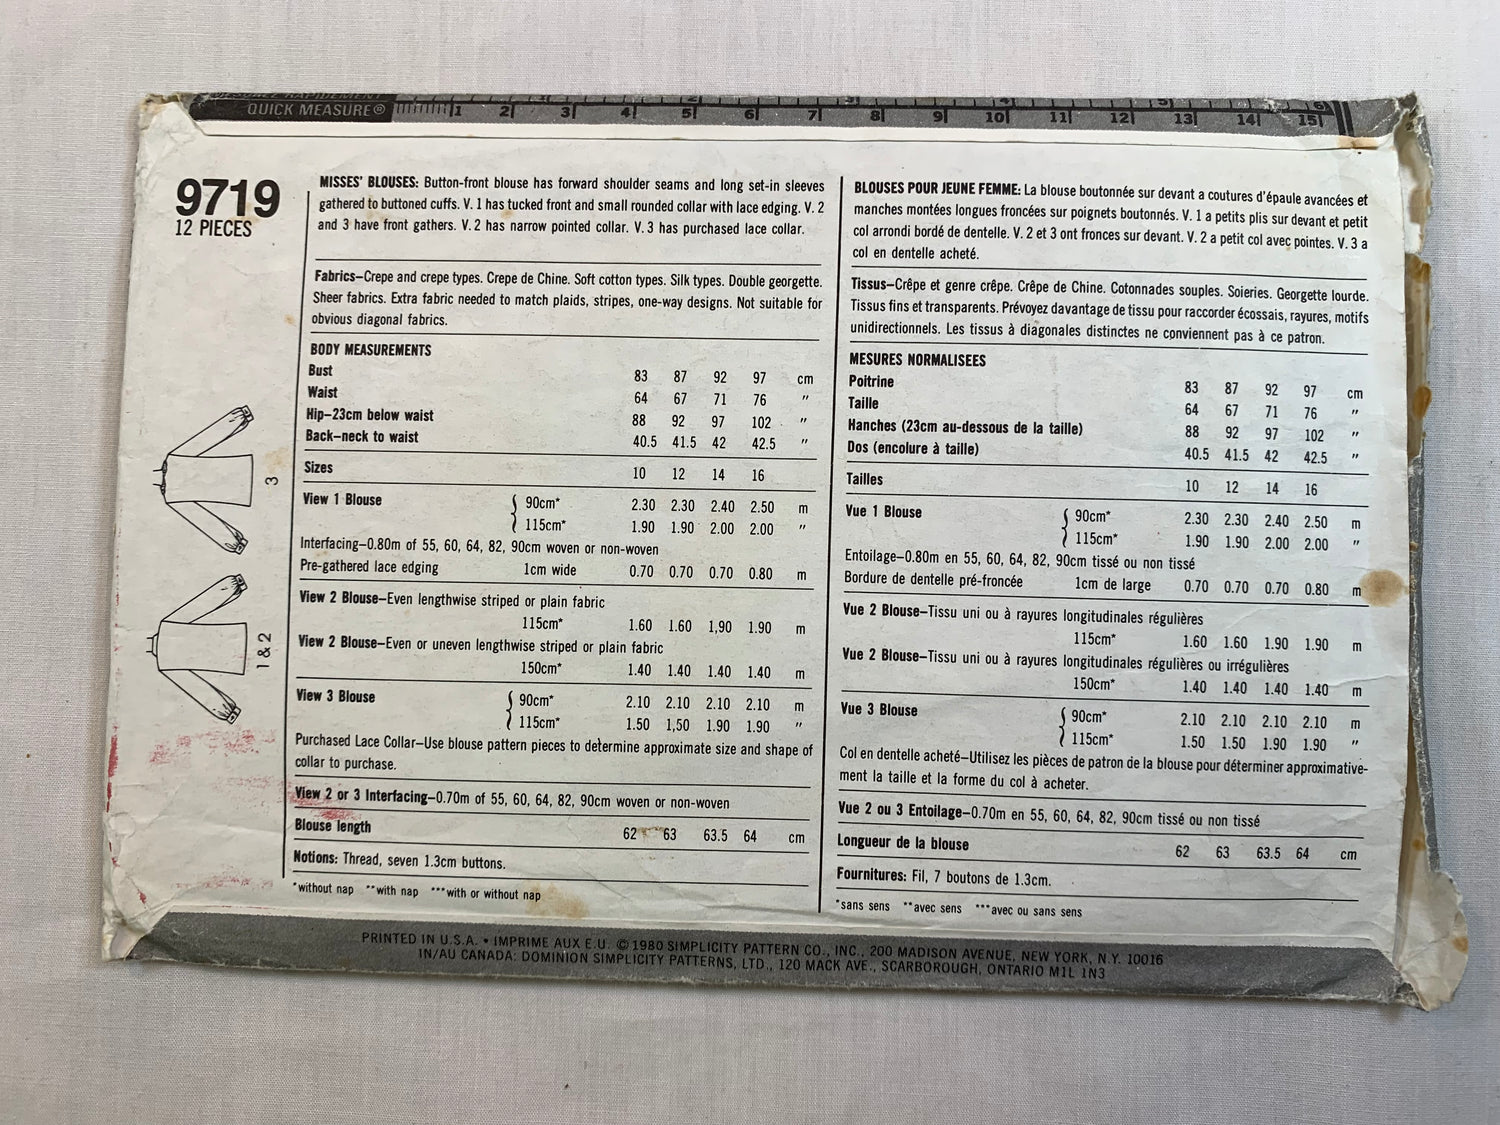 QUICK MEASURE®
1 2 3 4 5 6 7 8 9 10 11 12 13 14 15
9719
12 PIECES
3
1 & 2
MISSES' BLOUSES: Button-front blouse has forward shoulder seams and long set-in sleeves
gathered to buttoned cuffs. V. 1 has tucked front and small rounded collar with lace edging. V. 2
and 3 have front gathers. V. 2 has narrow pointed collar. V. 3 has purchased lace collar.
Fabrics–Crepe and crepe types. Crepe de Chine. Soft cotton types. Silk types. Double georgette.
Sheer fabrics. Extra fabric needed to match plaids, stripes, one-way designs. Not suitable for
obvious diagonal fabrics.
BODY MEASUREMENTS
Bust 83 87 92 97 cm
Waist 64 67 71 76 "
Hip–23cm below waist 88 92 97 102 "
Back–neck to waist 40.5 41.5 42 42.5 "
Sizes 10 12 14 16
View 1 Blouse { 90cm* 2.30 2.30 2.40 2.50 m
115cm* 1.90 1.90 2.00 2.00 "
Interfacing–0.80m of 55, 60, 64, 82, 90cm woven or non-woven
Pre-gathered lace edging 1cm wide 0.70 0.70 0.70 0.80 m
View 2 Blouse–Even lengthwise striped or plain fabric
115cm* 1.60 1.60 1,90 1.90 m
View 2 Blouse–Even or uneven lengthwise striped or plain fabric
150cm* 1.40 1.40 1.40 1.40 m
View 3 Blouse { 90cm* 2.10 2.10 2.10 2.10 m
115cm* 1.50 1,50 1.90 1.90 "
Purchased Lace Collar–Use blouse pattern pieces to determine approximate size and shape of
collar to purchase.
View 2 or 3 Interfacing–0.70m of 55, 60, 64, 82, 90cm woven or non-woven
Blouse length 62 63 63.5 64 cm
Notions: Thread, seven 1.3cm buttons.
*without nap **with nap ***with or without nap
BLOUSES POUR JEUNE FEMME: La blouse boutonnée sur devant a coutures d'épaule avancées et
manches montées longues froncées sur poignets boutonnés. V. 1 a petits plis sur devant et petit
col arrondi bordé de dentelle. V. 2 et 3 ont fronces sur devant. V. 2 a petit col avec pointes. V. 3 a
col en dentelle acheté.
Tissus–Crêpe et genre crêpe. Crêpe de Chine. Cotonnades souples. Soieries. Georgette lourde.
Tissus fins et transparents. Prévoyez davantage de tissu pour raccorder écossais, rayures, motifs
unidirectionnels. Les tissus à diagonales distinctes ne conviennent pas à ce patron.
MESURES NORMALISEES
Poitrine 83 87 92 97 cm
Taille 64 67 71 76 "
Hanches (23cm au-dessous de la taille) 88 92 97 102 "
Dos (encolure à taille) 40.5 41.5 42 42.5 "
Tailles 10 12 14 16
Vue 1 Blouse { 90cm* 2.30 2.30 2.40 2.50 m
115cm* 1.90 1.90 2.00 2.00 "
Entoilage–0.80m en 55, 60, 64, 82, 90cm tissé ou non tissé
Bordure de dentelle pré-froncée 1cm de large 0.70 0.70 0.70 0.80 m
Vue 2 Blouse–Tissu uni ou à rayures longitudinales régulières
115cm* 1.60 1.60 1.90 1.90 m
Vue 2 Blouse–Tissu uni ou à rayures longitudinales régulières ou irrégulières
150cm* 1.40 1.40 1.40 1.40 m
Vue 3 Blouse { 90cm* 2.10 2.10 2.10 2.10 m
115cm* 1.50 1.50 1.90 1.90 "
Col en dentelle acheté–Utilisez les pièces de patron de la blouse pour déterminer approximative-
ment la taille et la forme du col à acheter.
Vue 2 ou 3 Entoilage–0.70m en 55, 60, 64, 82, 90cm tissé ou non tissé
Longueur de la blouse 62 63 63.5 64 cm
Fournitures: Fil, 7 boutons de 1.3cm.
*sans sens **avec sens ***avec ou sans sens
PRINTED IN U.S.A. • IMPRIME AUX E.U. © 1980 SIMPLICITY PATTERN CO., INC., 200 MADISON AVENUE, NEW YORK, N.Y. 10016
IN/AU CANADA: DOMINION SIMPLICITY PATTERNS, LTD., 120 MACK AVE., SCARBOROUGH, ONTARIO M1L 1N3